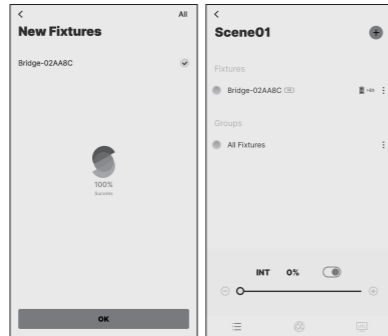 All
New Fixtures
Bridge-02AA8C
100%
Success
OK
Scene01
Fixtures
Bridge-02AA8C
Groups
All Fixtures
INT 0%